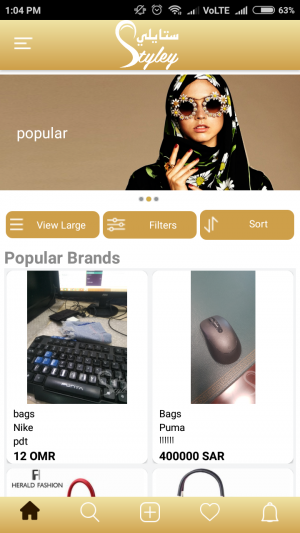 1:04 PM VoLTE 63%
ستايلي
Styley
popular
View Large
Filters
Sort
Popular Brands
bags
Nike
pdt
12 OMR
Bags
Puma
!!!!!!
400000 SAR
HERALD FASHION